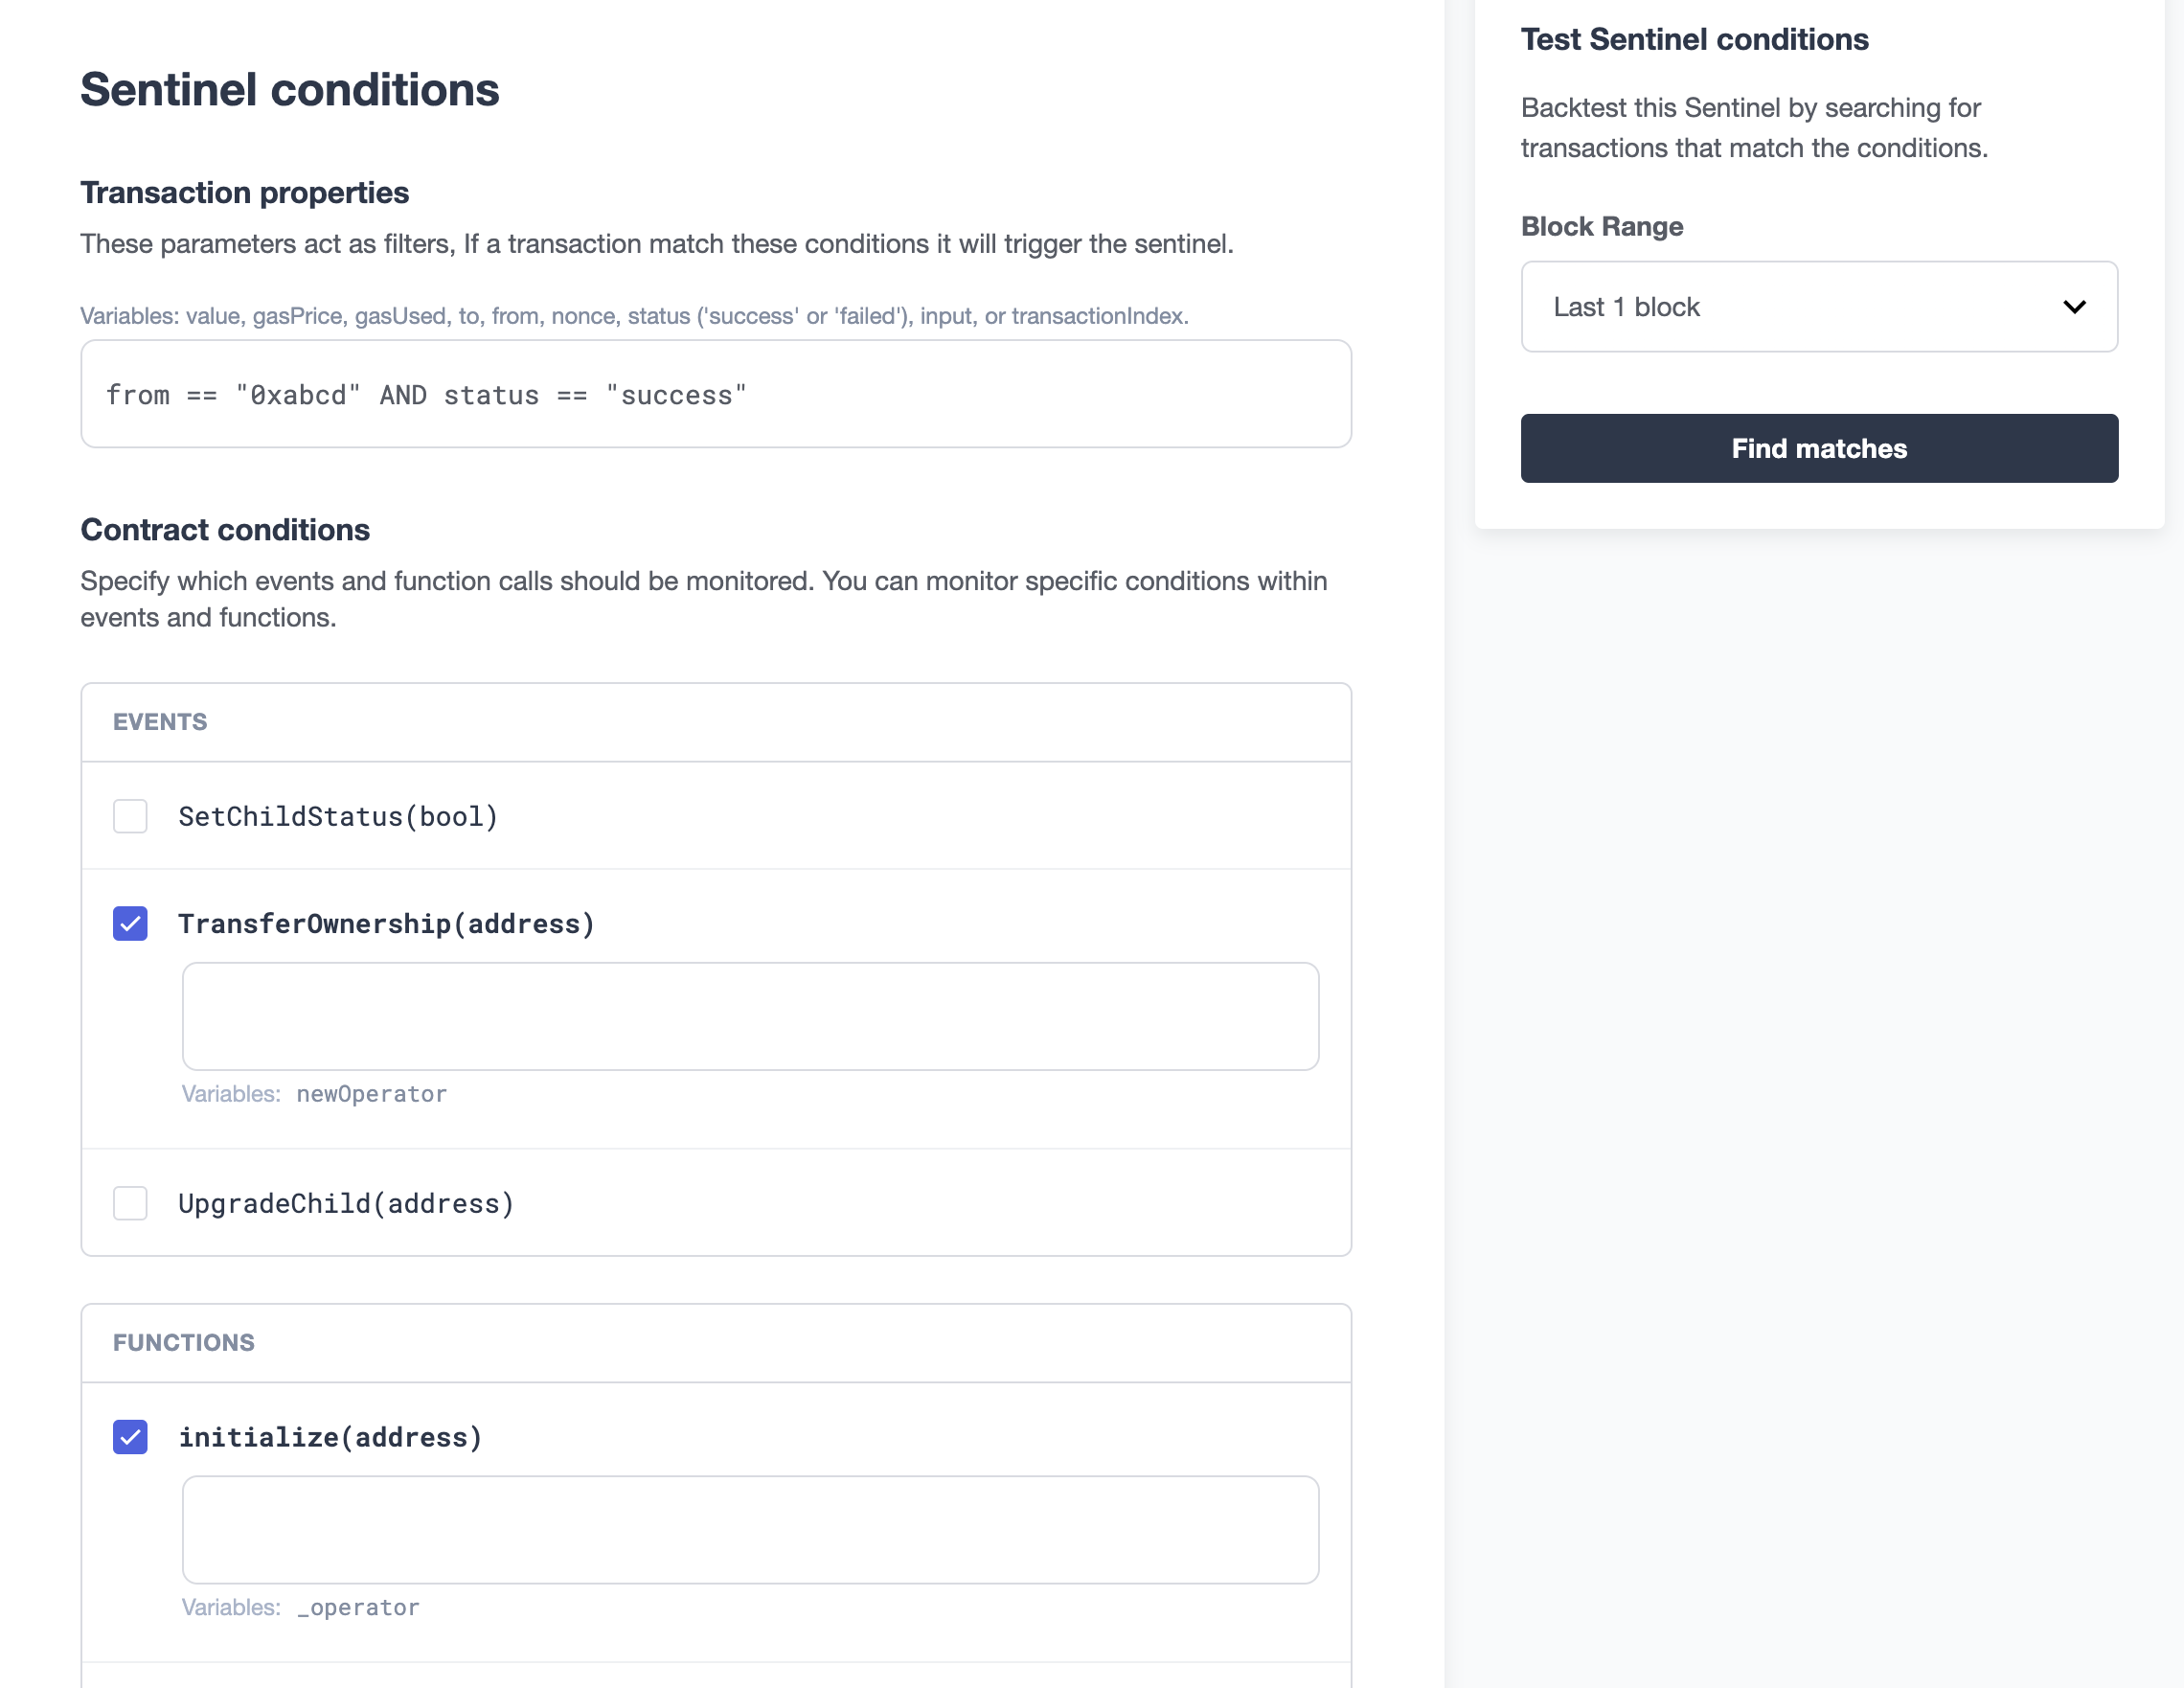 Sentinel conditions
Transaction properties
These parameters act as filters, If a transaction match these conditions it will trigger the sentinel.
Variables: value, gasPrice, gasUsed, to, from, nonce, status ('success' or 'failed'), input, or transactionIndex.
from == "0xabcd" AND status == "success"
Contract conditions
Specify which events and function calls should be monitored. You can monitor specific conditions within
events and functions.
EVENTS
SetChildStatus(bool)
TransferOwnership(address)
Variables: newOperator
UpgradeChild(address)
FUNCTIONS
initialize(address)
Variables: _operator
Test Sentinel conditions
Backtest this Sentinel by searching for
transactions that match the conditions.
Block Range
Last 1 block
Find matches